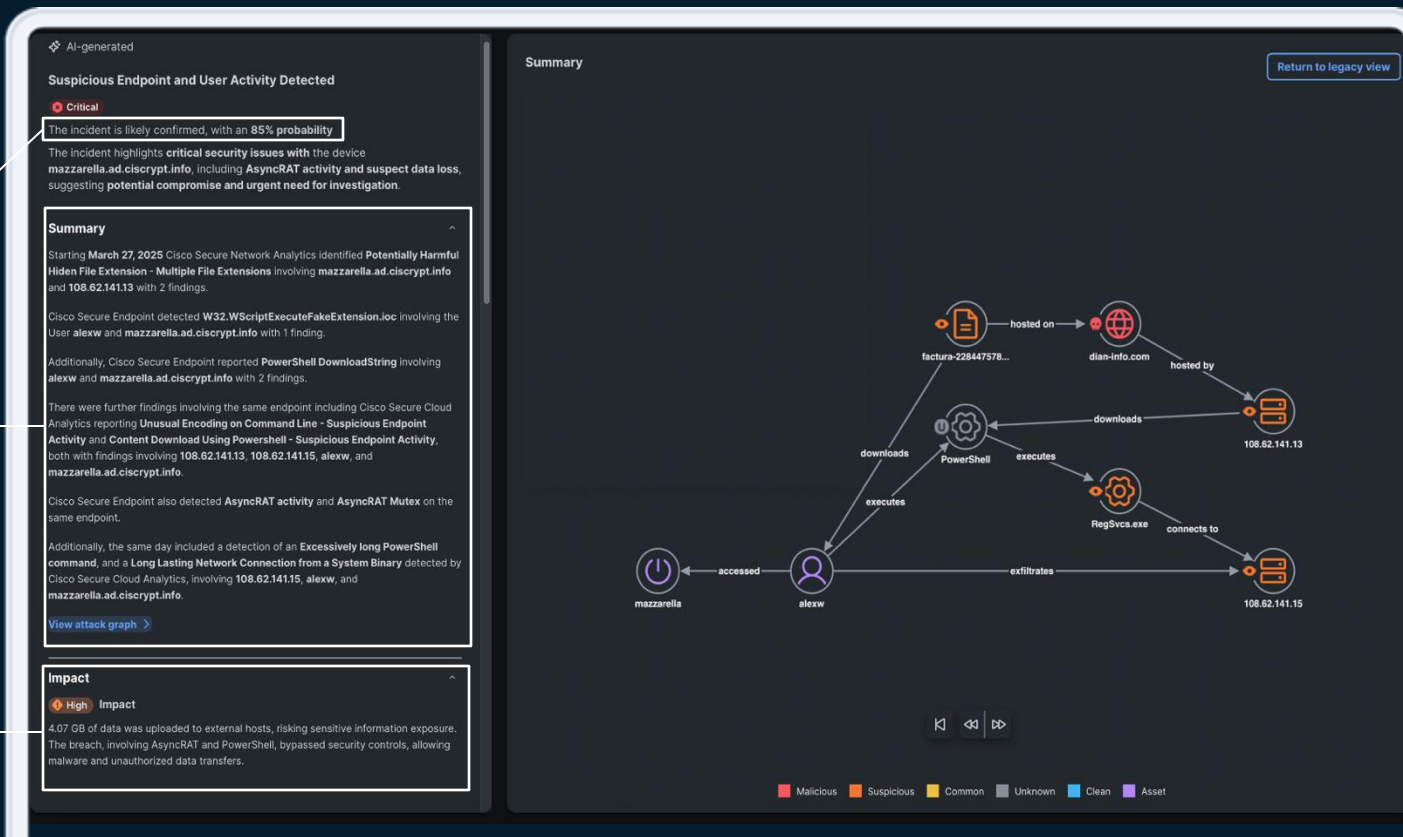 AI-generated
Suspicious Endpoint and User Activity Detected
Critical
The incident is likely confirmed, with an 85% probability
The incident highlights critical security issues with the device
mazzarella.ad.ciscrypt.info, including AsyncRAT activity and suspect data loss,
suggesting potential compromise and urgent need for investigation.
Summary
Starting March 27, 2025 Cisco Secure Network Analytics identified Potentially Harmful
Hiden File Extension - Multiple File Extensions involving mazzarella.ad.ciscrypt.info
and 108.62.141.13 with 2 findings.
Cisco Secure Endpoint detected W32.WScriptExecuteFakeExtension.ioc involving the
User alexw and mazzarella.ad.ciscrypt.info with 1 finding.
Additionally, Cisco Secure Endpoint reported PowerShell DownloadString involving
alexw and mazzarella.ad.ciscrypt.info with 2 findings.
There were further findings involving the same endpoint including Cisco Secure Cloud
Analytics reporting Unusual Encoding on Command Line - Suspicious Endpoint
Activity and Content Download Using Powershell - Suspicious Endpoint Activity,
both with findings involving 108.62.141.13, 108.62.141.15, alexw, and
mazzarella.ad.ciscrypt.info.
Cisco Secure Endpoint also detected AsyncRAT activity and AsyncRAT Mutex on the
same endpoint.
Additionally, the same day included a detection of an Excessively long PowerShell
command, and a Long Lasting Network Connection from a System Binary detected by
Cisco Secure Cloud Analytics, involving 108.62.141.15, alexw, and
mazzarella.ad.ciscrypt.info.
View attack graph >
Impact
High Impact
4.07 GB of data was uploaded to external hosts, risking sensitive information exposure.
The breach, involving AsyncRAT and PowerShell, bypassed security controls, allowing
malware and unauthorized data transfers.
Summary
Return to legacy view
hosted on
factura-228447578...
dian-info.com
hosted by
downloads
108.62.141.13
U
downloads
PowerShell
executes
executes
RegSvcs.exe
connects to
accessed
exfiltrates
mazzarella
alexw
108.62.141.15
Malicious Suspicious Common Unknown Clean Asset